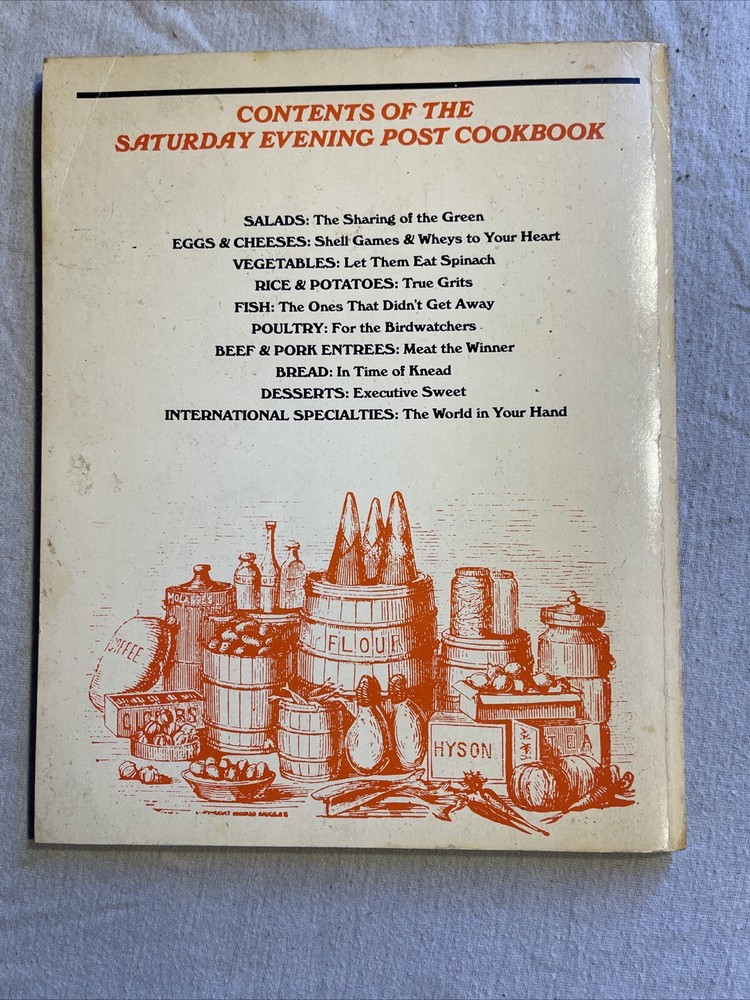 CONTENTS OF THE
SATURDAY EVENING POST COOKBOOK
SALADS: The Sharing of the Green
EGGS & CHEESES: Shell Games & Wheys to Your Heart
VEGETABLES: Let Them Eat Spinach
RICE & POTATOES: True Grits
FISH: The Ones That Didn't Get Away
POULTRY: For the Birdwatchers
BEEF & PORK ENTREES: Meat the Winner
BREAD: In Time of Knead
DESSERTS: Executive Sweet
INTERNATIONAL SPECIALTIES: The World in Your Hand
MOLASSES
FLOUR
COFFEE
HYSON